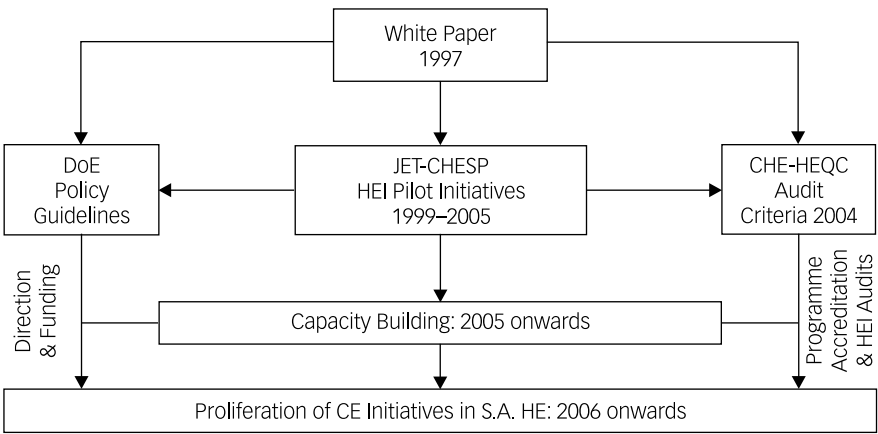 White Paper
1997
DoE
Policy
Guidelines
JET-CHESP
HEI Pilot Initiatives
1999–2005
CHE-HEQC
Audit
Criteria 2004
Direction
& Funding
Capacity Building: 2005 onwards
Programme
Accreditation
& HEI Audits
Proliferation of CE Initiatives in S.A. HE: 2006 onwards